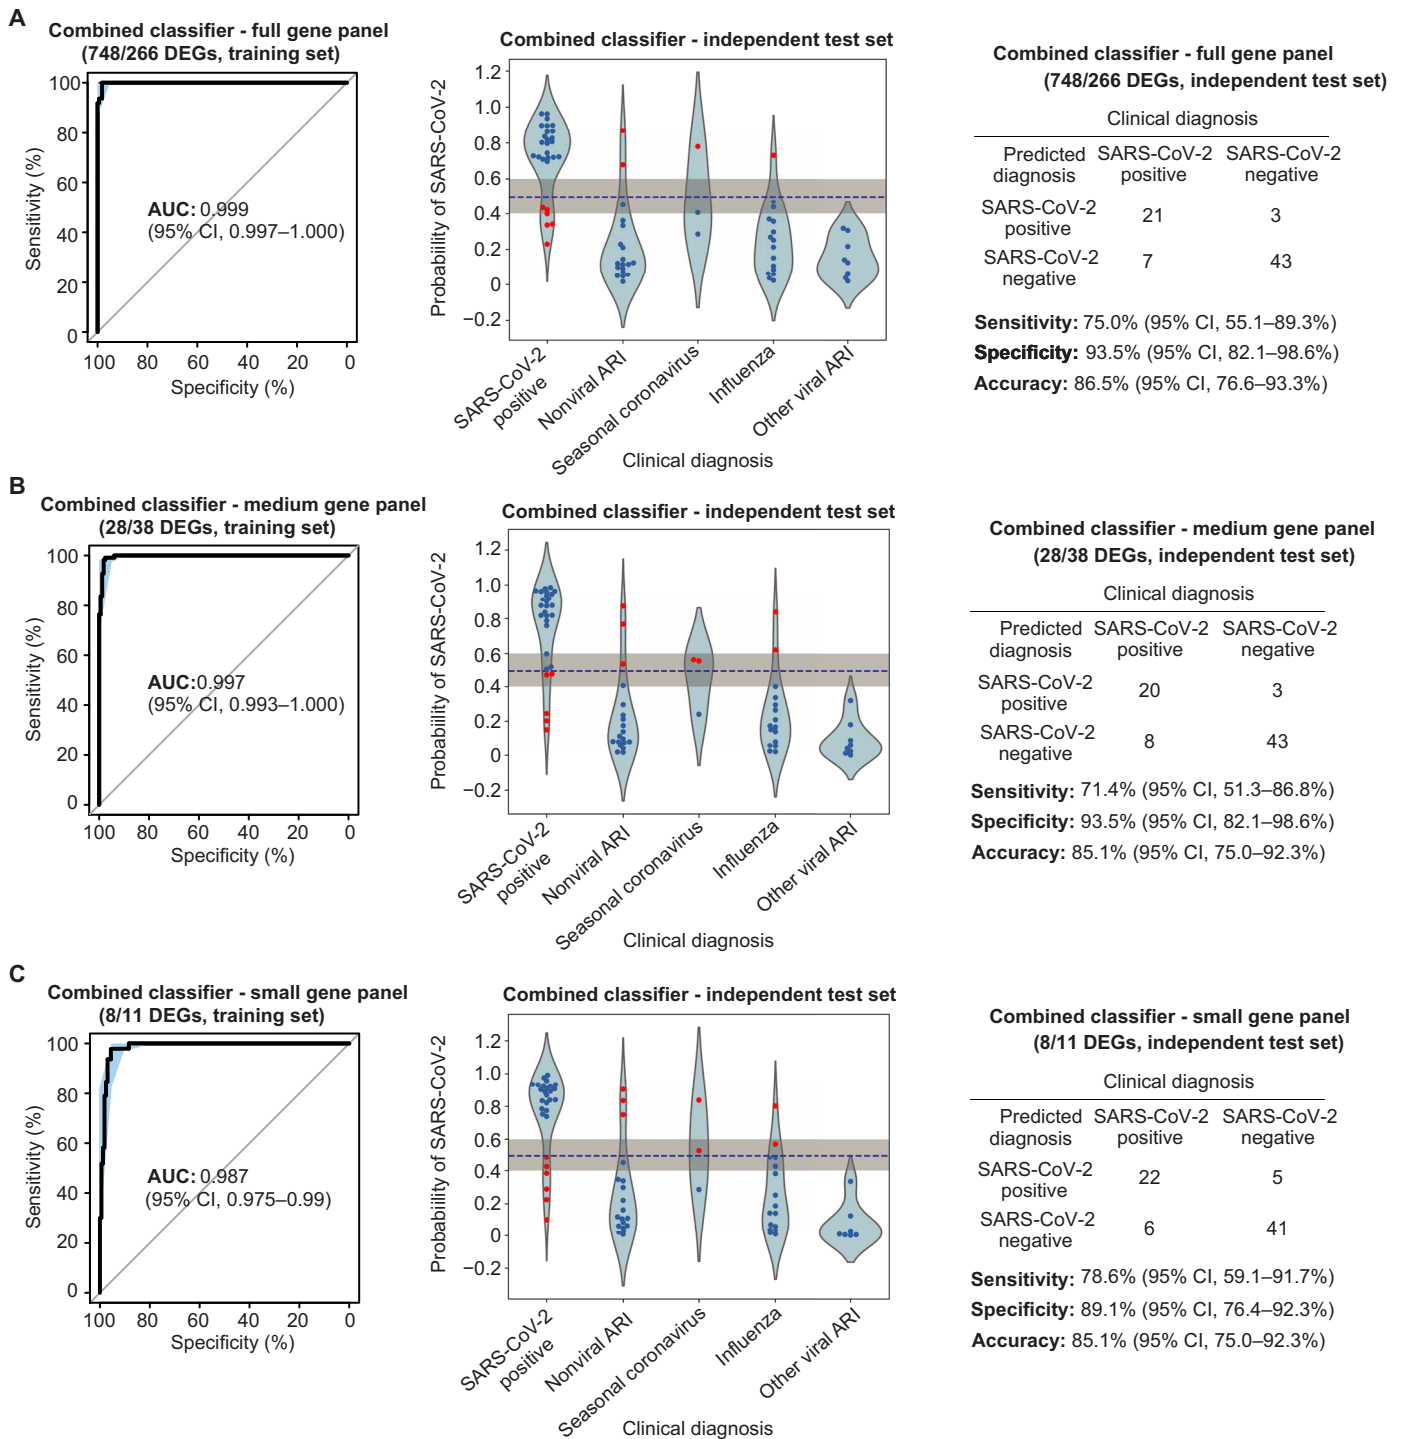 A
Combined classifier - full gene panel
(748/266 DEGs, training set)
100
80
60
40
20
0
Sensitivity (%)
AUC: 0.999
(95% CI, 0.997–1.000)
100 80 60 40 20 0
Specificity (%)
Combined classifier - independent test set
1.2
1.0
0.8
0.6
0.4
0.2
0
−0.2
Probability of SARS-CoV-2
SARS-CoV-2
positive
Nonviral ARI
Seasonal coronavirus
Influenza
Other viral ARI
Clinical diagnosis
Combined classifier - full gene panel
(748/266 DEGs, independent test set)
Clinical diagnosis
Predicted SARS-CoV-2 SARS-CoV-2
diagnosis positive negative
SARS-CoV-2
positive
21 3
SARS-CoV-2
negative
7 43
Sensitivity: 75.0% (95% CI, 55.1–89.3%)
Specificity: 93.5% (95% CI, 82.1–98.6%)
Accuracy: 86.5% (95% CI, 76.6–93.3%)
B
Combined classifier - medium gene panel
(28/38 DEGs, training set)
100
80
60
40
20
0
Sensitivity (%)
AUC:0.997
(95% CI, 0.993–1.000)
100 80 60 40 20 0
Specificity (%)
Combined classifier - independent test set
1.2
1.0
0.8
0.6
0.4
0.2
0
−0.2
Probability of SARS-CoV-2
SARS-CoV-2
positive
Nonviral ARI
Seasonal coronavirus
Influenza
Other viral ARI
Clinical diagnosis
Combined classifier - medium gene panel
(28/38 DEGs, independent test set)
Clinical diagnosis
Predicted SARS-CoV-2 SARS-CoV-2
diagnosis positive negative
SARS-CoV-2
positive
20 3
SARS-CoV-2
negative
8 43
Sensitivity: 71.4% (95% CI, 51.3–86.8%)
Specificity: 93.5% (95% CI, 82.1–98.6%)
Accuracy: 85.1% (95% CI, 75.0–92.3%)
C
Combined classifier - small gene panel
(8/11 DEGs, training set)
100
80
60
40
20
0
Sensitivity (%)
AUC: 0.987
(95% CI, 0.975–0.99)
100 80 60 40 20 0
Specificity (%)
Combined classifier - independent test set
1.2
1.0
0.8
0.6
0.4
0.2
0
−0.2
Probability of SARS-CoV-2
SARS-CoV-2
positive
Nonviral ARI
Seasonal coronavirus
Influenza
Other viral ARI
Clinical diagnosis
Combined classifier - small gene panel
(8/11 DEGs, independent test set)
Clinical diagnosis
Predicted SARS-CoV-2 SARS-CoV-2
diagnosis positive negative
SARS-CoV-2
positive
22 5
SARS-CoV-2
negative
6 41
Sensitivity: 78.6% (95% CI, 59.1–91.7%)
Specificity: 89.1% (95% CI, 76.4–92.3%)
Accuracy: 85.1% (95% CI, 75.0–92.3%)